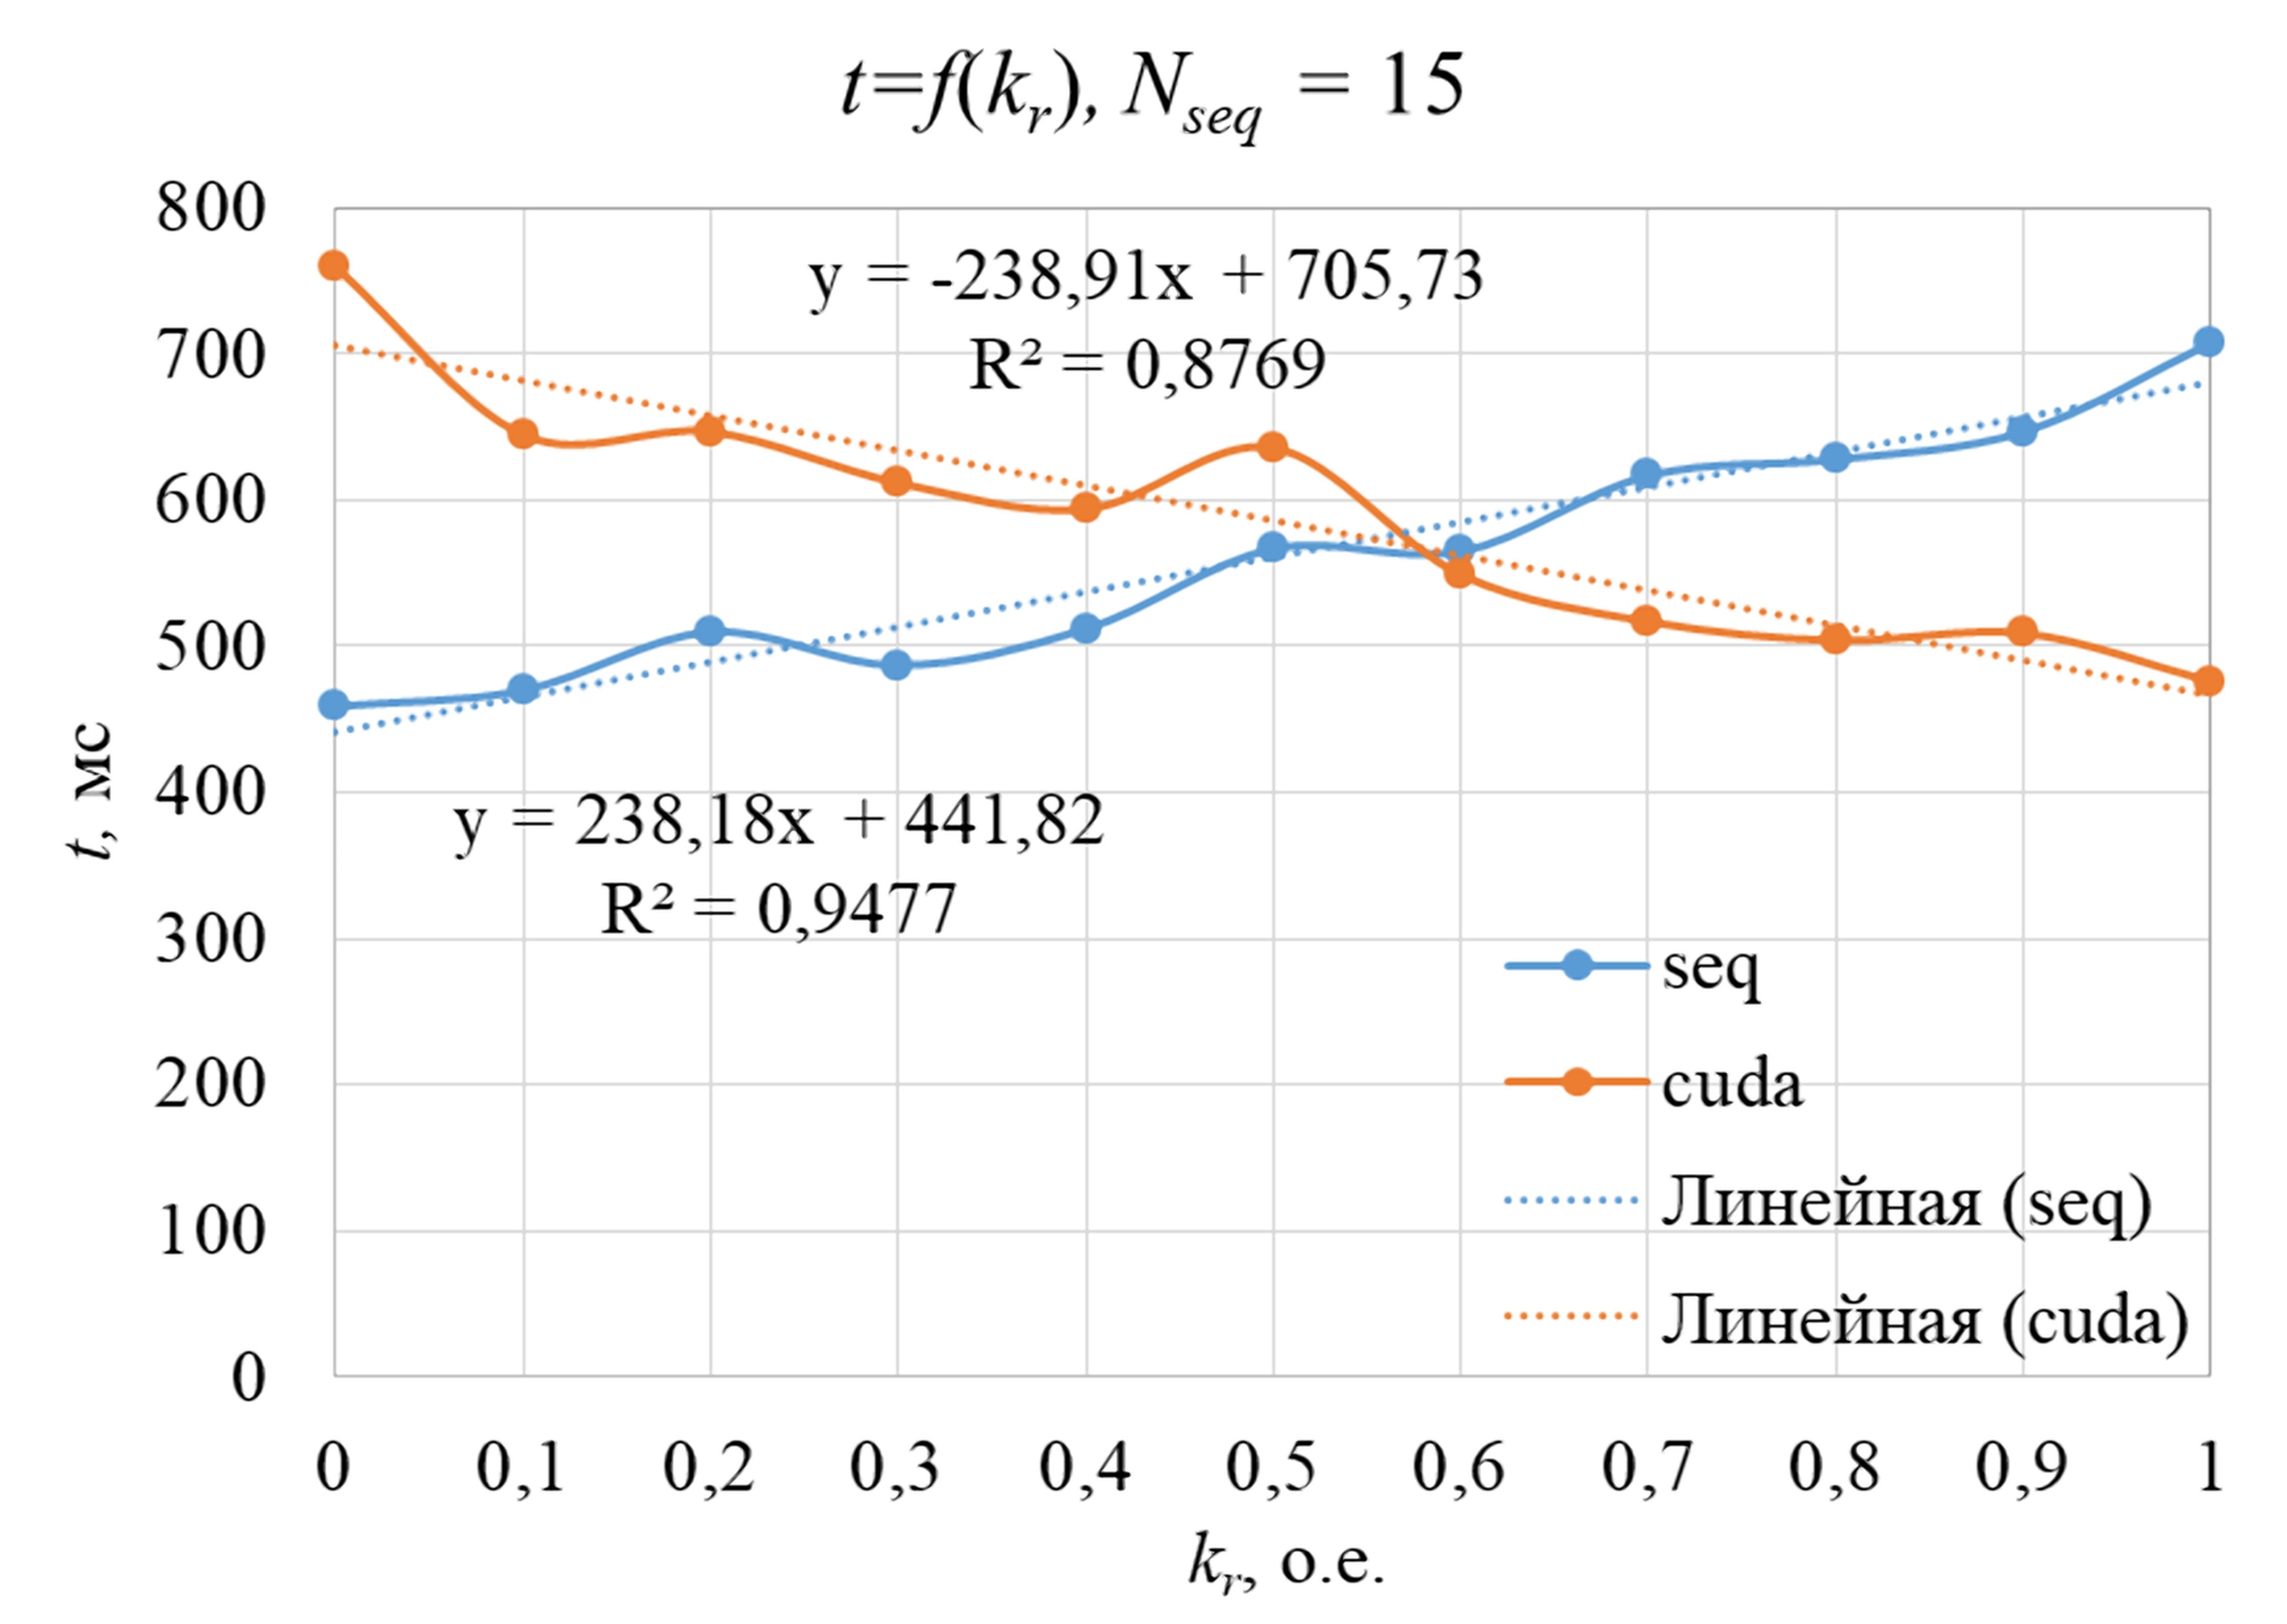 t=f(kr), Nseq = 15
800
700
600
500
400
300
200
100
0
t, мс
y = -238,91x + 705,73
R² = 0,8769
y = 238,18x + 441,82
R² = 0,9477
seq
cuda
Линейная (seq)
Линейная (cuda)
0 0,1 0,2 0,3 0,4 0,5 0,6 0,7 0,8 0,9 1
kr, о.е.